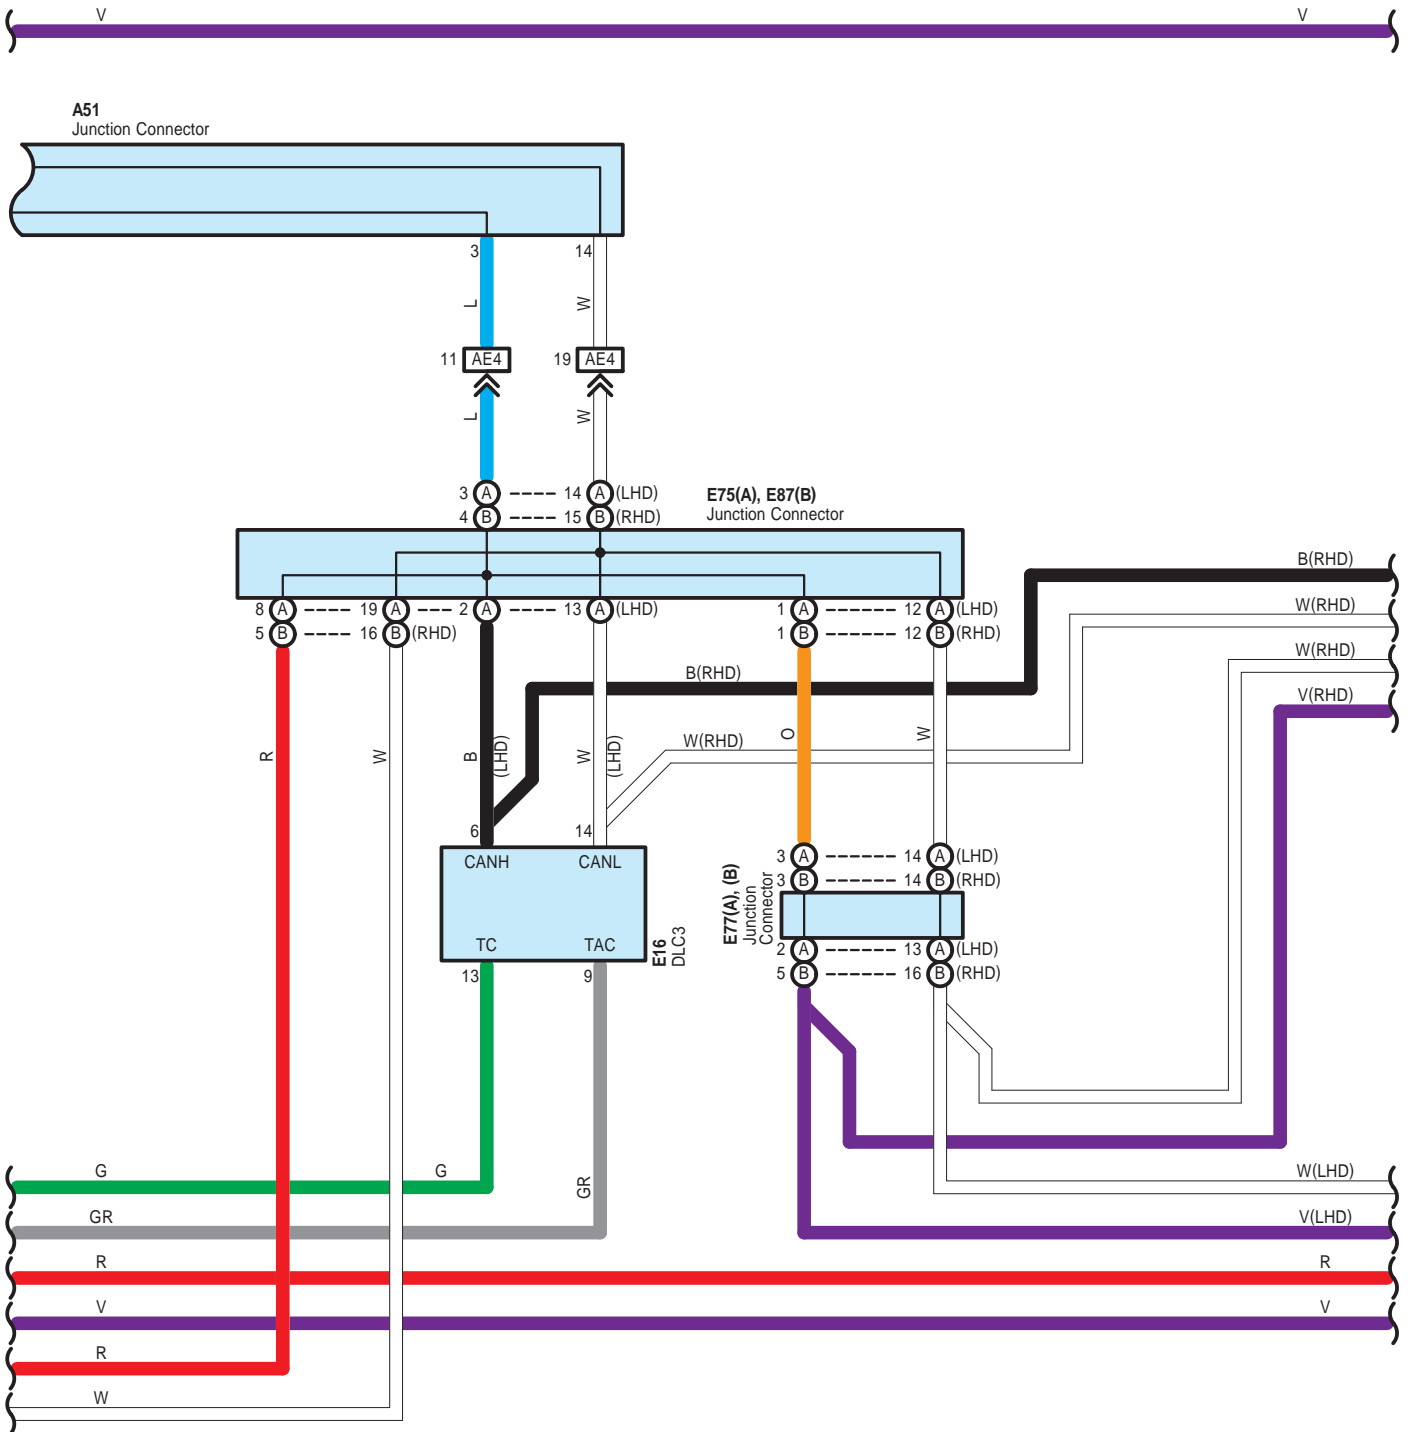 V V
A51
Junction Connector
3 14
L W
11 AE4 19 AE4
L W
3 A 14 A (LHD)
4 B 15 B (RHD)
E75(A), E87(B)
Junction Connector
8 A 19 A 2 A 13 A (LHD) 1 A 12 A (LHD)
5 B 16 B (RHD) 1 B 12 B (RHD)
B(RHD)
W(RHD)
W(RHD)
V(RHD)
B(RHD)
W(RHD)
R W B (LHD) W (LHD) O W
6 14
CANH CANL
TC TAC
E16
DLC3
13 9
3 A 14 A (LHD)
3 B 14 B (RHD)
E77(A), (B)
Junction
Connector
2 A 13 A (LHD)
5 B 16 B (RHD)
G G GR W(LHD)
GR V(LHD)
R R
V V
R
W